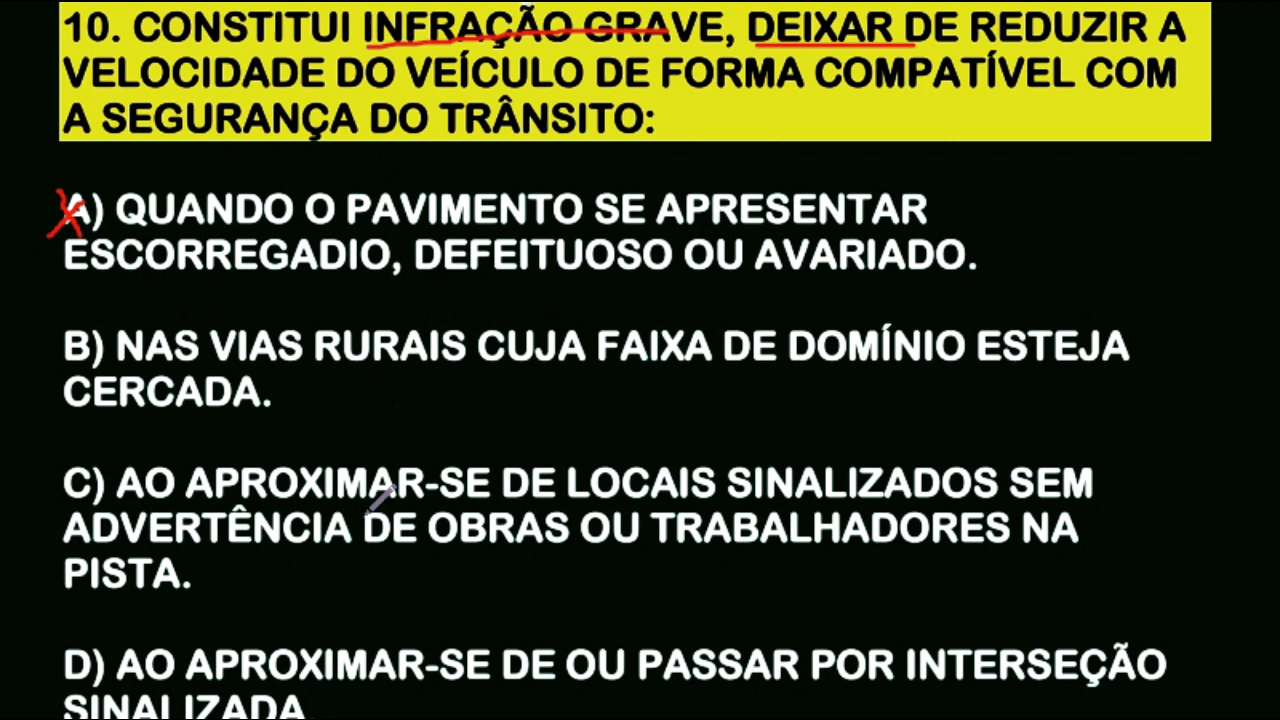 10. CONSTITUI INFRAÇÃO GRAVE, DEIXAR DE REDUZIR A
VELOCIDADE DO VEÍCULO DE FORMA COMPATÍVEL COM
A SEGURANÇA DO TRÂNSITO:
A) QUANDO O PAVIMENTO SE APRESENTAR
ESCORREGADIO, DEFEITUOSO OU AVARIADO.
B) NAS VIAS RURAIS CUJA FAIXA DE DOMÍNIO ESTEJA
CERCADA.
C) AO APROXIMAR-SE DE LOCAIS SINALIZADOS SEM
ADVERTÊNCIA DE OBRAS OU TRABALHADORES NA
PISTA.
D) AO APROXIMAR-SE DE OU PASSAR POR INTERSEÇÃO
SINALIZADA.